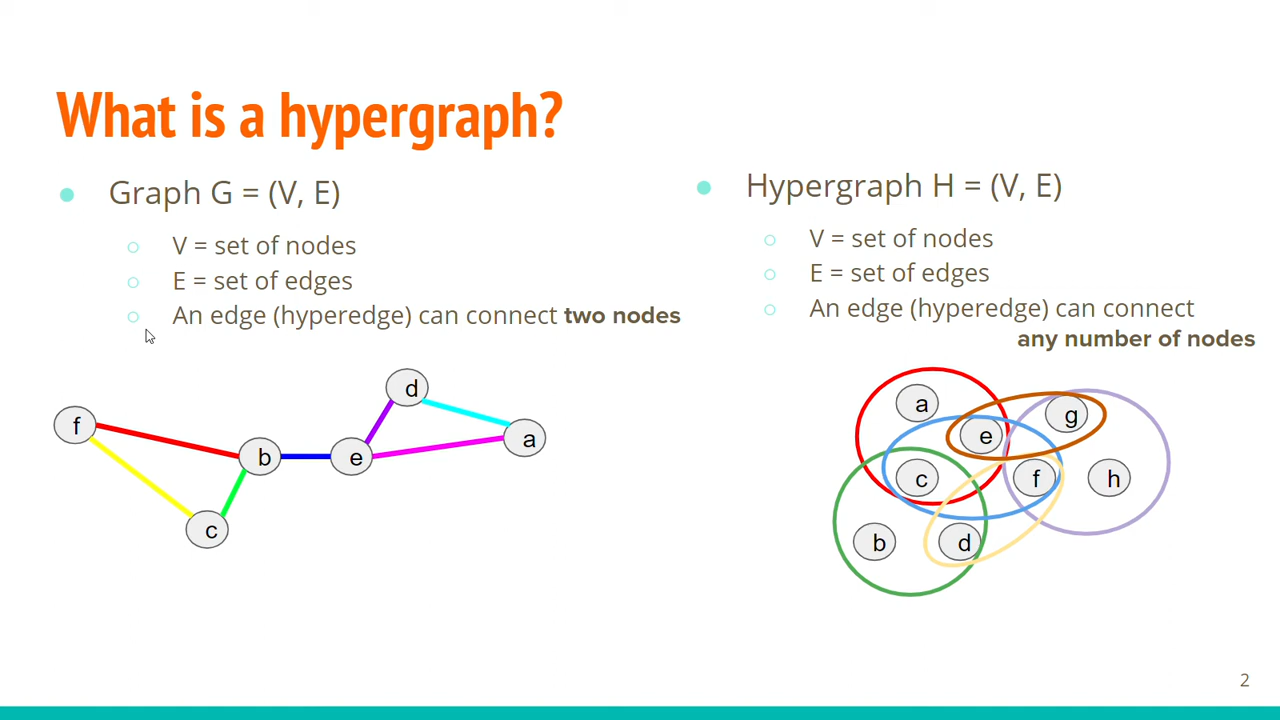 What is a hypergraph?
Graph G = (V, E)
V = set of nodes
E = set of edges
An edge (hyperedge) can connect two nodes
f
b
c
e
d
a
Hypergraph H = (V, E)
V = set of nodes
E = set of edges
An edge (hyperedge) can connect
any number of nodes
a
e
g
c
f
h
b
d
2